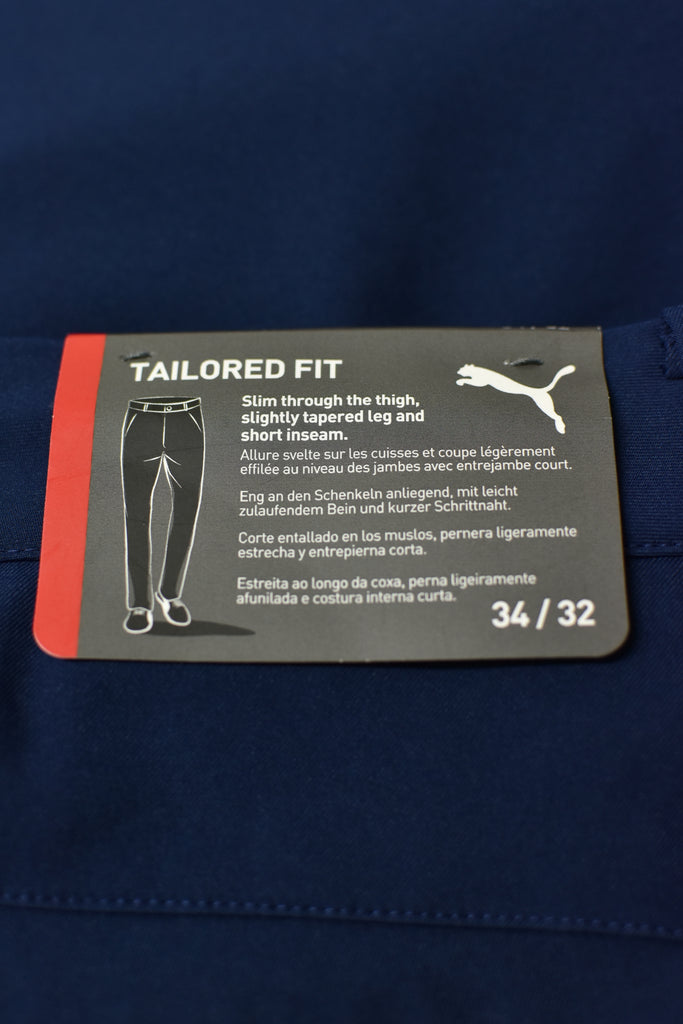 TAILORED FIT
Slim through the thigh,
slightly tapered leg and
short inseam.
Allure svelte sur les cuisses et coupe légèrement
effilée au niveau des jambes avec entrejambe court.
Eng an den Schenkeln anliegend, mit leicht
zulaufendem Bein und kurzer Schrittnaht.
Corte entallado en los muslos, pernera ligeramente
estrecha y entrepierna corta.
Estreita ao longo da coxa, perna ligeiramente
afunilada e costura interna curta.
34 / 32